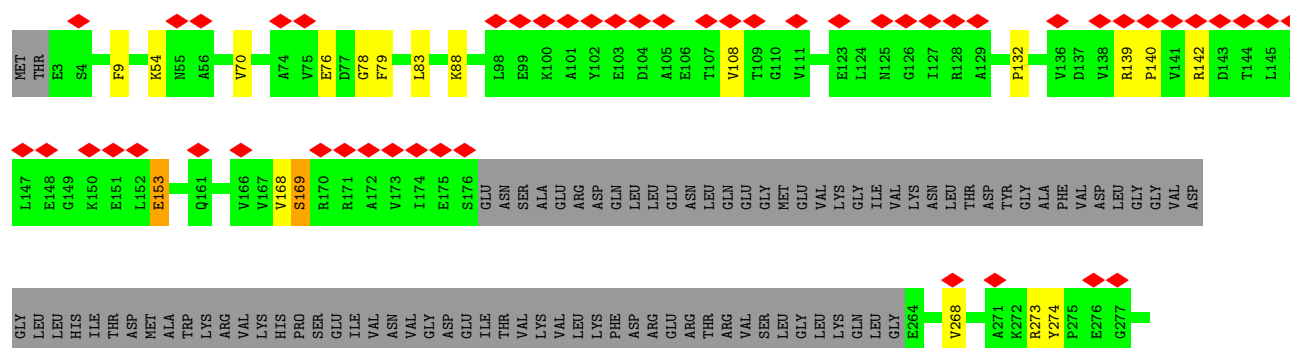 MET THR E3 S4 F9 K54 N55 A56 V70 A74 V75 E76 D77 G78 F79 L83 K88 L98 E99 K100 A101 Y102 E103 D104 A105 E106 T107 V108 T109 G110 V111 E123 L124 N125 G126 I127 R128 A129 P132 V136 D137 V138 R139 P140 V141 R142 D143 T144 L145
L147 E148 G149 K150 E151 L152 E153 Q161 V166 V167 V168 S169 R170 R171 A172 V173 I174 E175 S176 GLU ASN SER ALA GLU ARG ASP GLN LEU LEU GLU ASN LEU GLN GLU GLY MET GLU VAL LYS GLY ILE VAL LYS ASN LEU THR ASP TYR GLY ALA PHE VAL ASP LEU GLY GLY VAL ASP
GLY LEU LEU HIS ILE THR ASP MET ALA TRP LYS ARG VAL LYS HIS PRO SER GLU ILE VAL ASN VAL GLY ASP GLU ILE THR VAL LYS VAL LEU LYS PHE ASP ARG GLU ARG THR ARG VAL SER LEU GLY LEU LYS GLN LEU GLY E264 V268 A271 K272 R273 Y274 P275 E276 G277